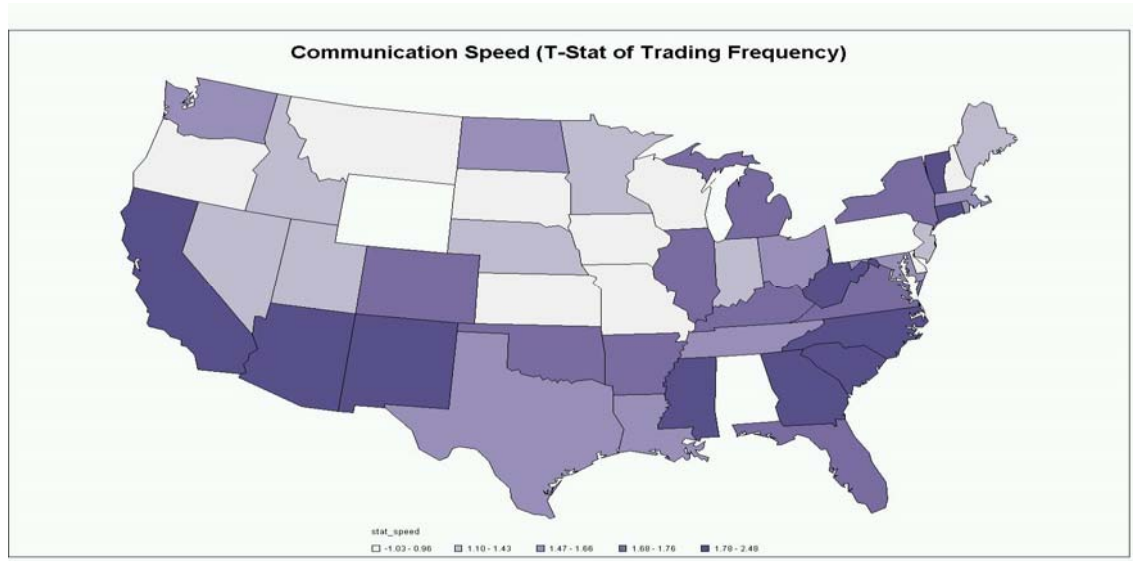 Communication Speed (T-Stat of Trading Frequency)
stat_speed
-1.03 - 0.96 1.10 - 1.43 1.47 - 1.66 1.68 - 1.76 1.78 - 2.48